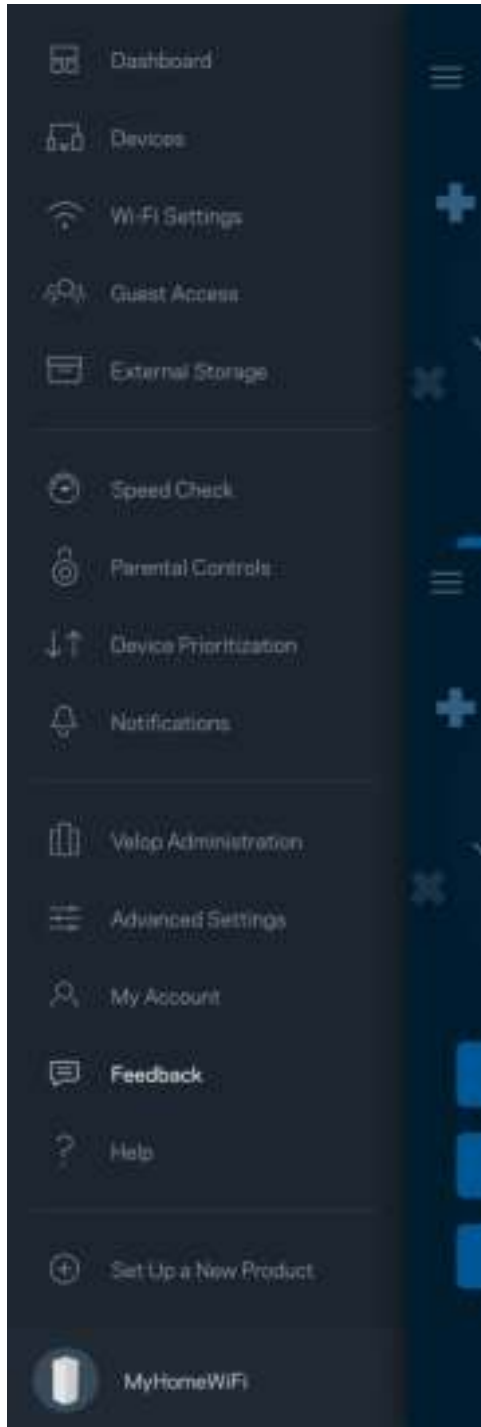 Dashboard
Devices
Wi-Fi Settings
Guest Access
External Storage
Speed Check
Parental Controls
Device Prioritization
Notifications
Velop Administration
Advanced Settings
My Account
Feedback
Help
Set Up a New Product
MyHomeWiFi